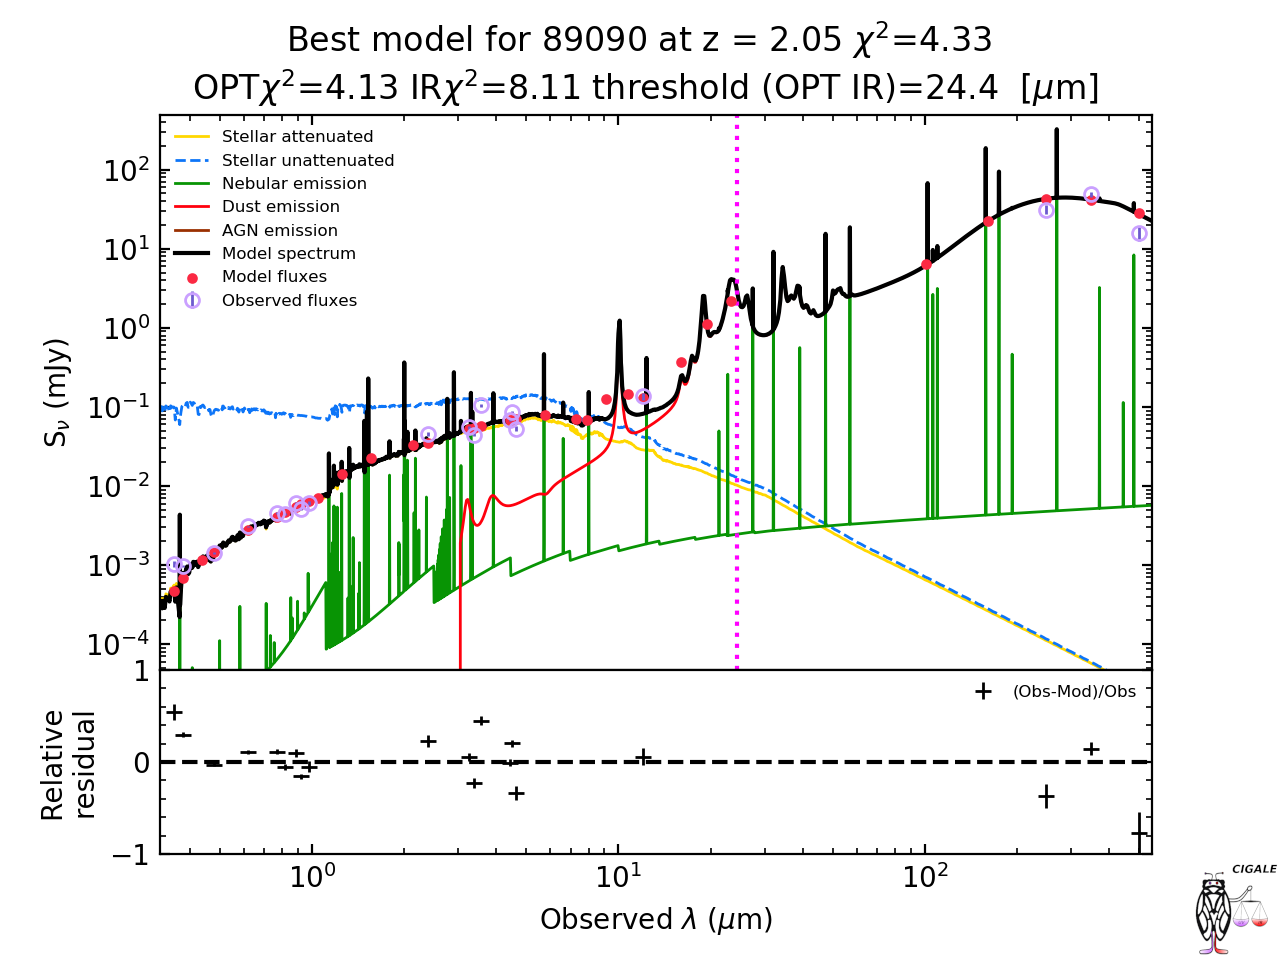 Best model for 89090 at z = 2.05 χ²=4.33
OPTχ²=4.13 IRχ²=8.11 threshold (OPT IR)=24.4 [μm]
Stellar attenuated
Stellar unattenuated
Nebular emission
Dust emission
AGN emission
Model spectrum
Model fluxes
Observed fluxes
10²
10¹
10⁰
10⁻¹
10⁻²
10⁻³
10⁻⁴
S_ν (mJy)
1
0
−1
Relative
residual
(Obs-Mod)/Obs
10⁰ 10¹ 10²
Observed λ (μm)
CIGALE